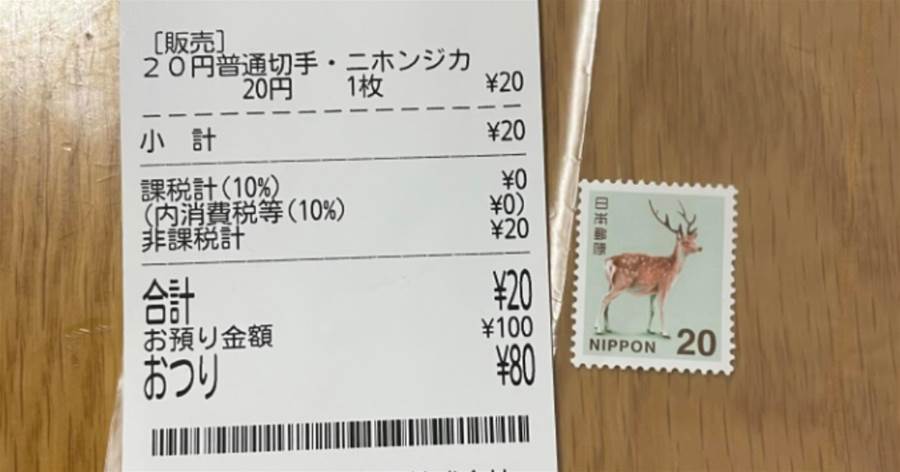 [販売]
20円普通切手・ニホンジカ
20円 1枚 ¥20
小 計 ¥20
課税計(10%) ¥0
(内消費税等(10%) ¥0)
非課税計 ¥20
合計 ¥20
お預り金額 ¥100
おつり ¥80
日本郵便
NIPPON 20